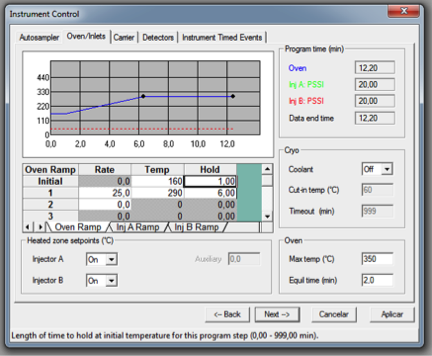 Instrument Control
Autosampler Oven/Inlets Carrier Detectors Instrument Timed Events
440
330
220
110
0
0,0 2,0 4,0 6,0 8,0 10,0 12,0
Program time (min)
Oven 12,20
Inj A: PSSI 20,00
Inj B: PSSI 20,00
Data end time 12,20
Oven Ramp Rate Temp Hold
Initial 0,0 160 1,00
1 25,0 290 6,00
2 0,0 0 0,00
3 0,0 0 0,00
Oven Ramp Inj A Ramp Inj B Ramp
Cryo
Coolant Off
Cut-in temp (°C) 60
Timeout (min) 999
Heated zone setpoints (°C)
Injector A On Auxiliary 0,0
Injector B On
Oven
Max temp (°C) 350
Equil time (min) 2,0
<-- Back Next --> Cancelar Aplicar
Length of time to hold at initial temperature for this program step (0,00 - 999,00 min).